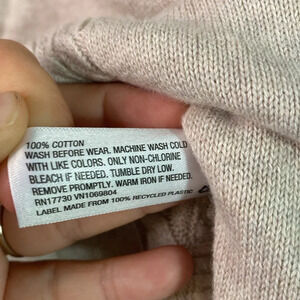 100% COTTON
WASH BEFORE WEAR. MACHINE WASH COLD
WITH LIKE COLORS. ONLY NON-CHLORINE
BLEACH IF NEEDED. TUMBLE DRY LOW.
REMOVE PROMPTLY. WARM IRON IF NEEDED.
RN17730 VN1069804
LABEL MADE FROM 100% RECYCLED PLASTIC